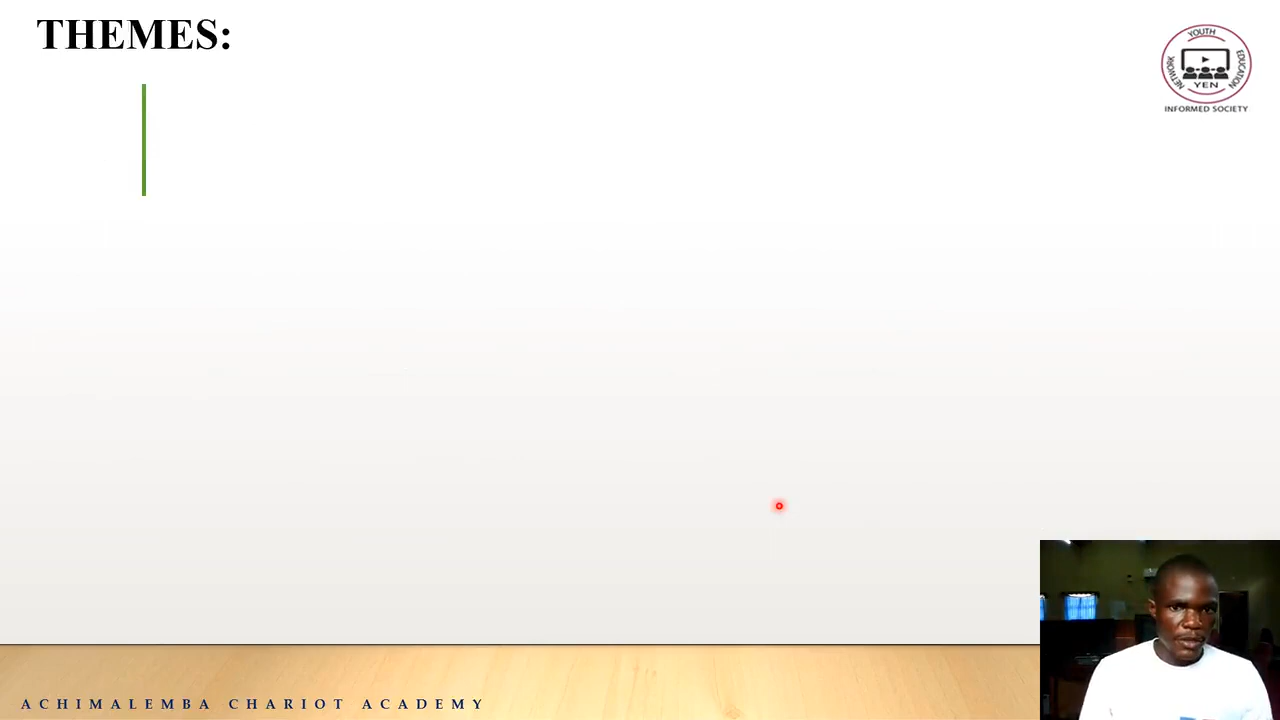 THEMES:
YOUTH
EDUCATION
NETWORK
YEN
INFORMED SOCIETY
ACHIMALEMBA CHARIOT ACADEMY